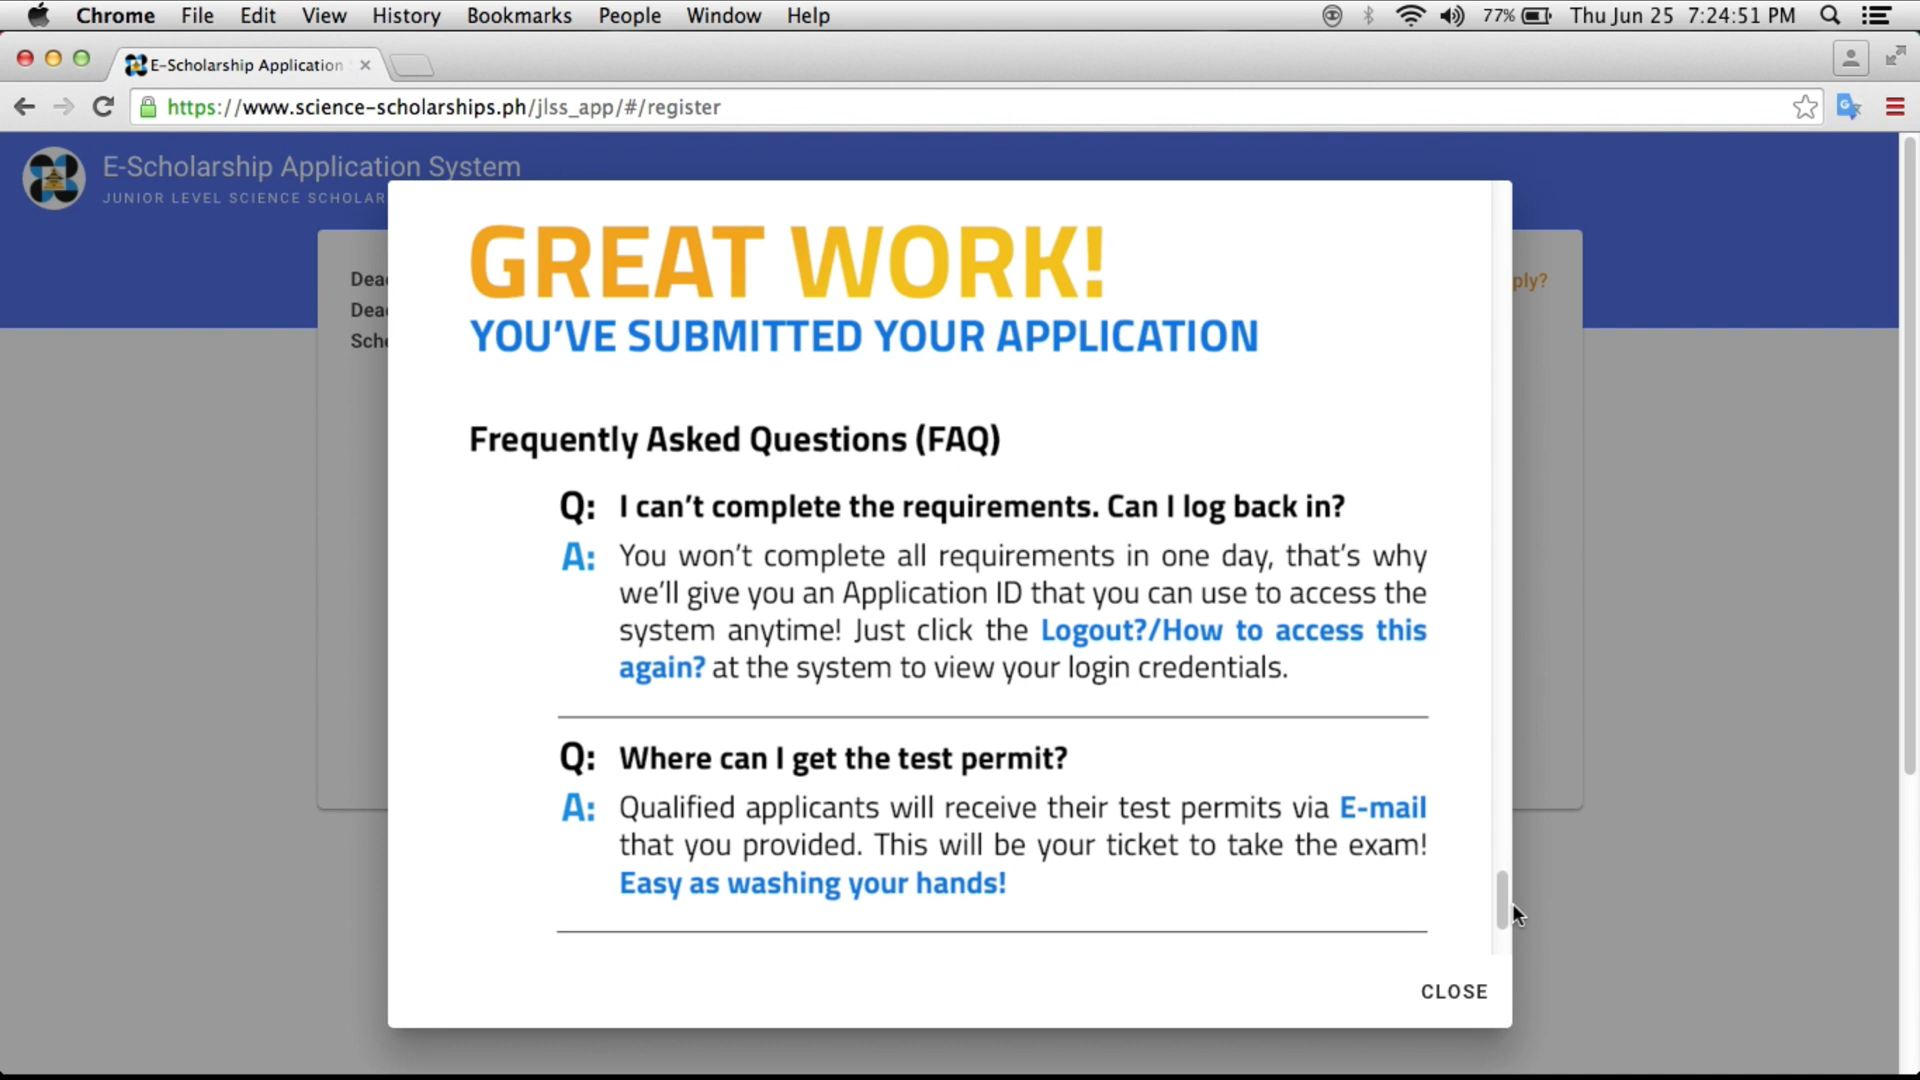 Chrome File Edit View History Bookmarks People Window Help 77% Thu Jun 25 7:24:51 PM
E-Scholarship Application
https://www.science-scholarships.ph/jlss_app/#/register
E-Scholarship Application System
JUNIOR LEVEL SCIENCE SCHOLAR
GREAT WORK!
YOU'VE SUBMITTED YOUR APPLICATION
Dead
ply?
Dead
Sche
Frequently Asked Questions (FAQ)
Q: I can't complete the requirements. Can I log back in?
A: You won't complete all requirements in one day, that's why
we'll give you an Application ID that you can use to access the
system anytime! Just click the Logout?/How to access this
again? at the system to view your login credentials.
Q: Where can I get the test permit?
A: Qualified applicants will receive their test permits via E-mail
that you provided. This will be your ticket to take the exam!
Easy as washing your hands!
CLOSE